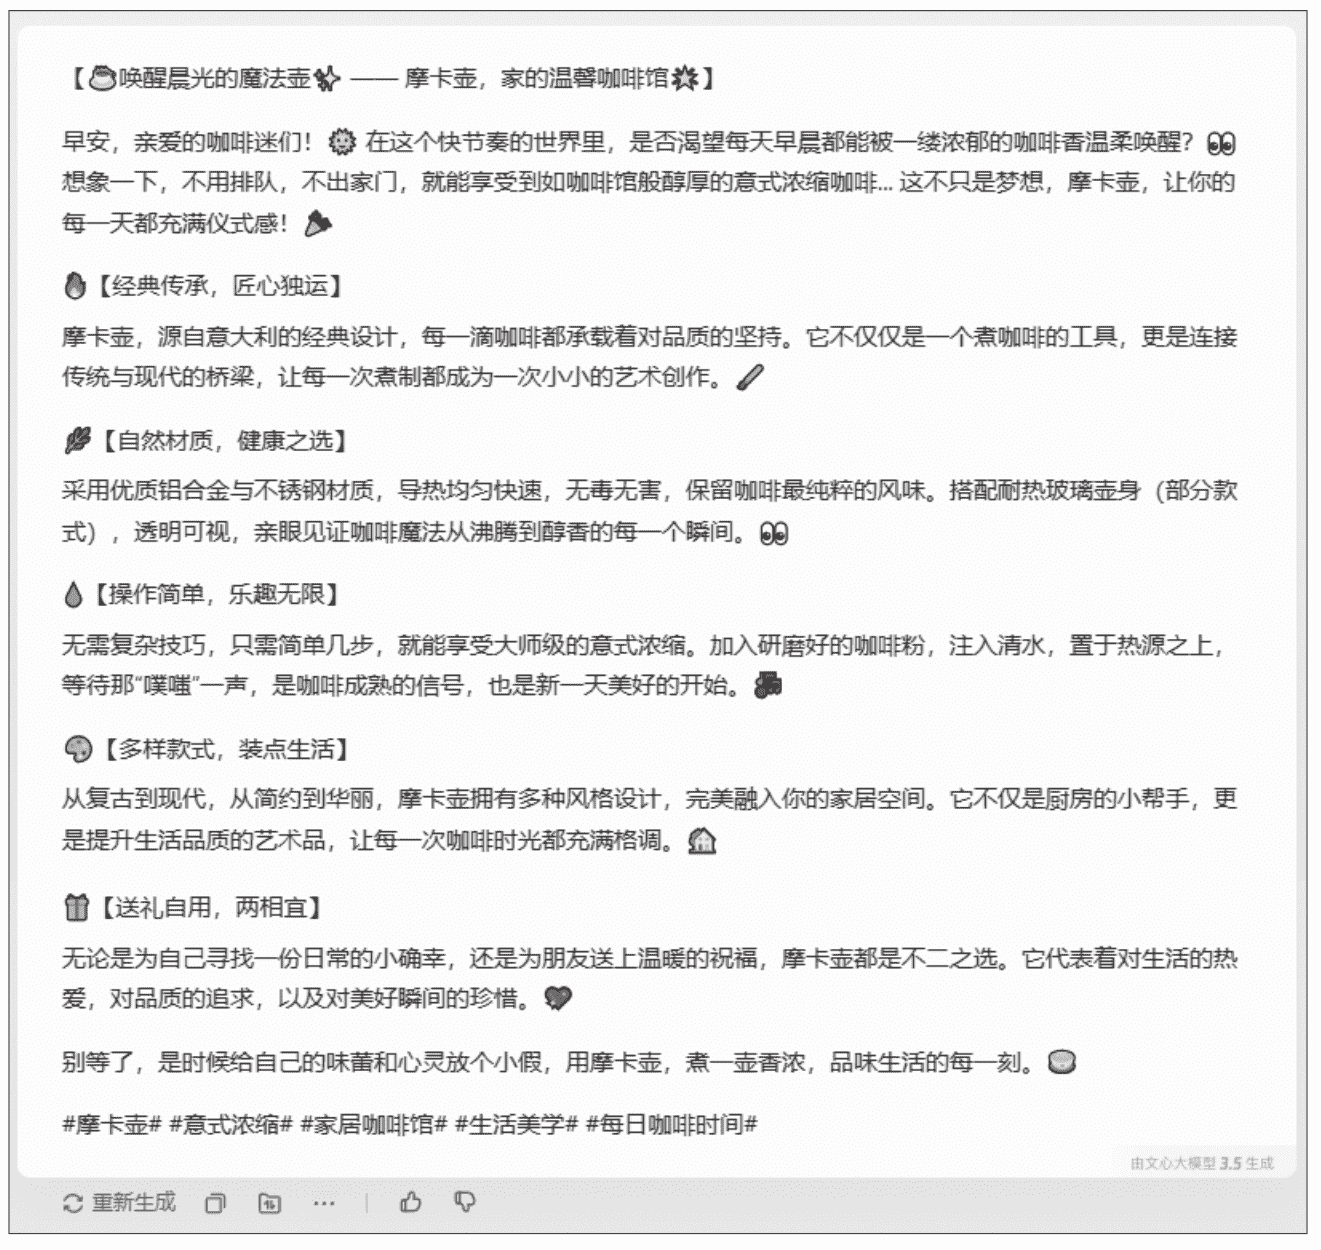 【☕唤醒晨光的魔法壶✨ —— 摩卡壶，家的温馨咖啡馆🌟】
早安，亲爱的咖啡迷们！🌞 在这个快节奏的世界里，是否渴望每天早晨都能被一缕浓郁的咖啡香温柔唤醒？👀
想象一下，不用排队，不出家门，就能享受到如咖啡馆般醇厚的意式浓缩咖啡... 这不只是梦想，摩卡壶，让你的
每一天都充满仪式感！🎉
🔥【经典传承，匠心独运】
摩卡壶，源自意大利的经典设计，每一滴咖啡都承载着对品质的坚持。它不仅仅是一个煮咖啡的工具，更是连接
传统与现代的桥梁，让每一次煮制都成为一次小小的艺术创作。
🌿【自然材质，健康之选】
采用优质铝合金与不锈钢材质，导热均匀快速，无毒无害，保留咖啡最纯粹的风味。搭配耐热玻璃壶身（部分款
式），透明可视，亲眼见证咖啡魔法从沸腾到醇香的每一个瞬间。👀
💧【操作简单，乐趣无限】
无需复杂技巧，只需简单几步，就能享受大师级的意式浓缩。加入研磨好的咖啡粉，注入清水，置于热源之上，
等待那“噗嗤”一声，是咖啡成熟的信号，也是新一天美好的开始。
🎨【多样款式，装点生活】
从复古到现代，从简约到华丽，摩卡壶拥有多种风格设计，完美融入你的家居空间。它不仅是厨房的小帮手，更
是提升生活品质的艺术品，让每一次咖啡时光都充满格调。🏠
🎁【送礼自用，两相宜】
无论是为自己寻找一份日常的小确幸，还是为朋友送上温暖的祝福，摩卡壶都是不二之选。它代表着对生活的热
爱，对品质的追求，以及对美好瞬间的珍惜。💖
别等了，是时候给自己的味蕾和心灵放个小假，用摩卡壶，煮一壶香浓，品味生活的每一刻。
#摩卡壶# #意式浓缩# #家居咖啡馆# #生活美学# #每日咖啡时间#
由文心大模型 3.5 生成
重新生成